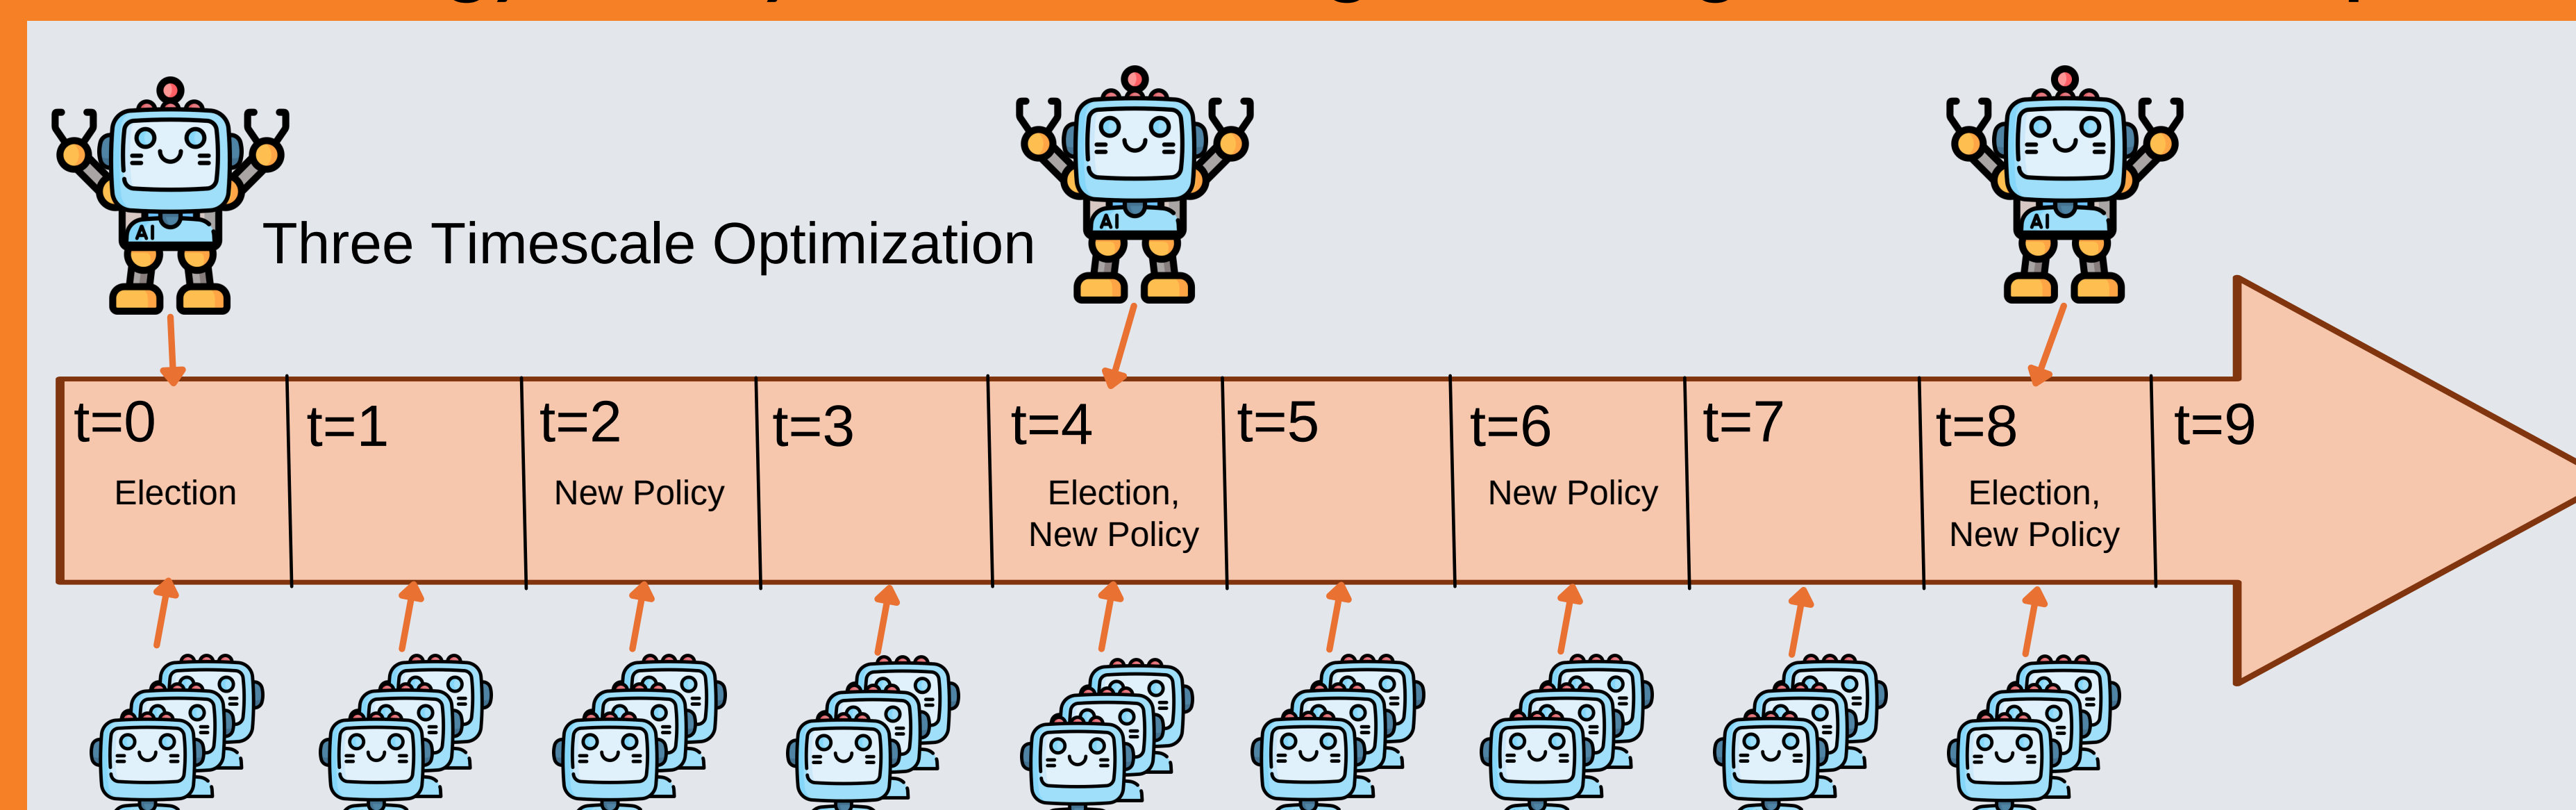 AI
AI
AI
Three Timescale Optimization
t=0
Election
t=1
t=2
New Policy
t=3
t=4
Election,
New Policy
t=5
t=6
New Policy
t=7
t=8
Election,
New Policy
t=9